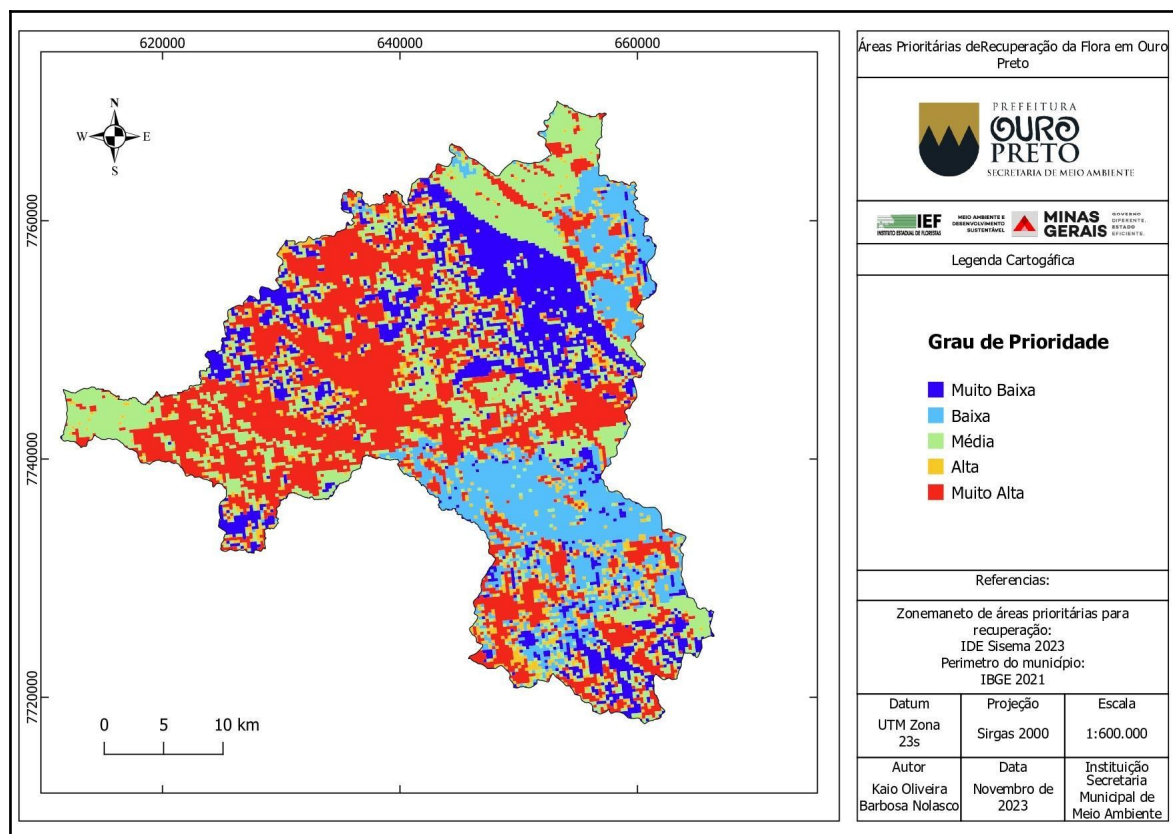 620000
640000
660000
7760000
7740000
7720000
N
W
E
S
0
5
10 km
Áreas Prioritárias deRecuperação da Flora em Ouro
Preto
PREFEITURA
OURO
PRETO
SECRETARIA DE MEIO AMBIENTE
IEF
INSTITUTO ESTADUAL DE FLORESTAS
MEIO AMBIENTE E
DESENVOLVIMENTO
SUSTENTÁVEL
MINAS
GERAIS
GOVERNO
DIFERENTE.
ESTADO
EFICIENTE.
Legenda Cartogáfica
Grau de Prioridade
Muito Baixa
Baixa
Média
Alta
Muito Alta
Referencias:
Zonemaneto de áreas prioritárias para
recuperação:
IDE Sisema 2023
Perimetro do município:
IBGE 2021
Datum
UTM Zona
23s
Projeção
Sirgas 2000
Escala
1:600.000
Autor
Kaio Oliveira
Barbosa Nolasco
Data
Novembro de
2023
Instituição
Secretaria
Municipal de
Meio Ambiente